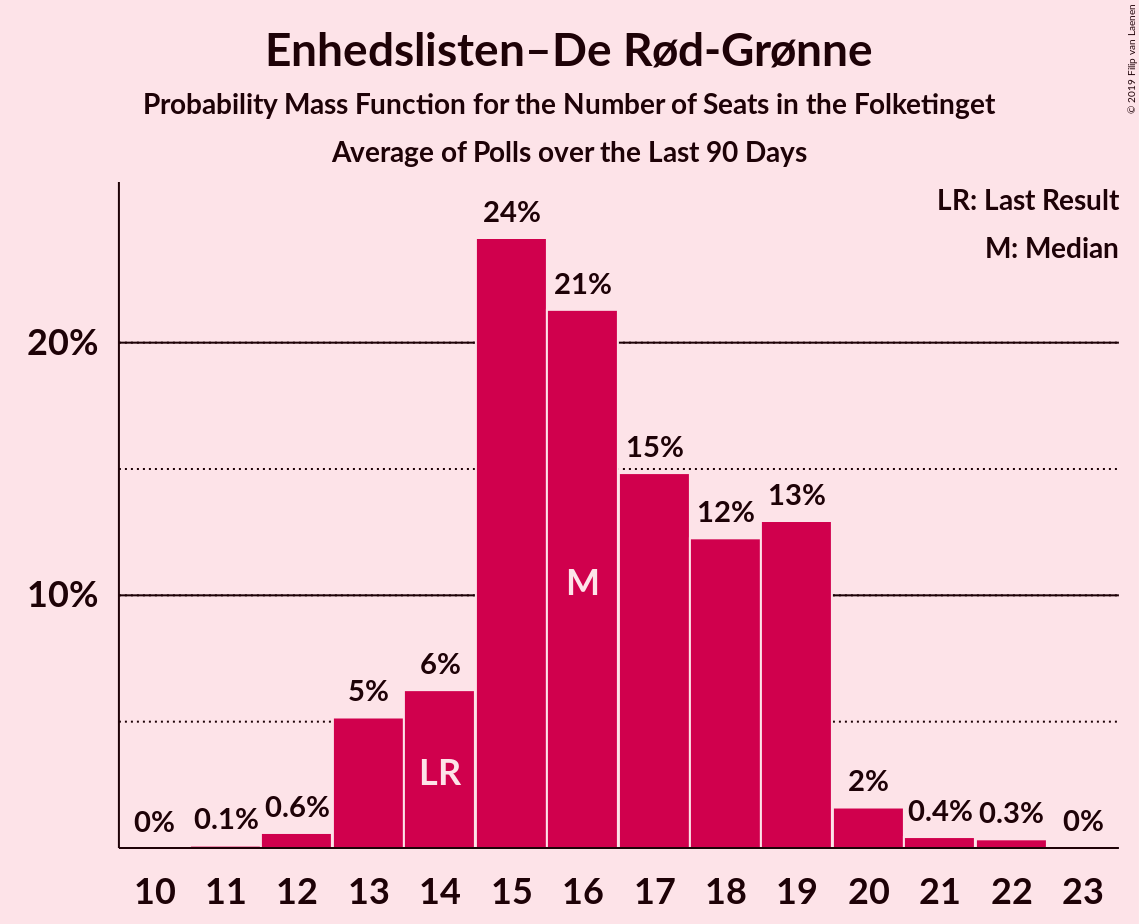 Enhedslisten–De Rød-Grønne
Probability Mass Function for the Number of Seats in the Folketinget
Average of Polls over the Last 90 Days
© 2019 Filip van Laenen
LR: Last Result
M: Median
20%
10%
0%
0.1%
0.6%
5%
6%
24%
21%
15%
12%
13%
2%
0.4%
0.3%
0%
M
LR
10 11 12 13 14 15 16 17 18 19 20 21 22 23